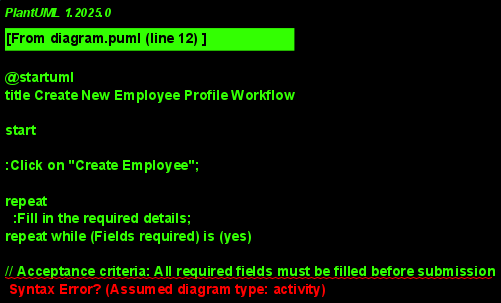 PlantUML 1.2025.0
[From diagram.puml (line 12) ]
@startuml
title Create New Employee Profile Workflow
start
:Click on "Create Employee";
repeat
:Fill in the required details;
repeat while (Fields required) is (yes)
// Acceptance criteria: All required fields must be filled before submission
Syntax Error? (Assumed diagram type: activity)